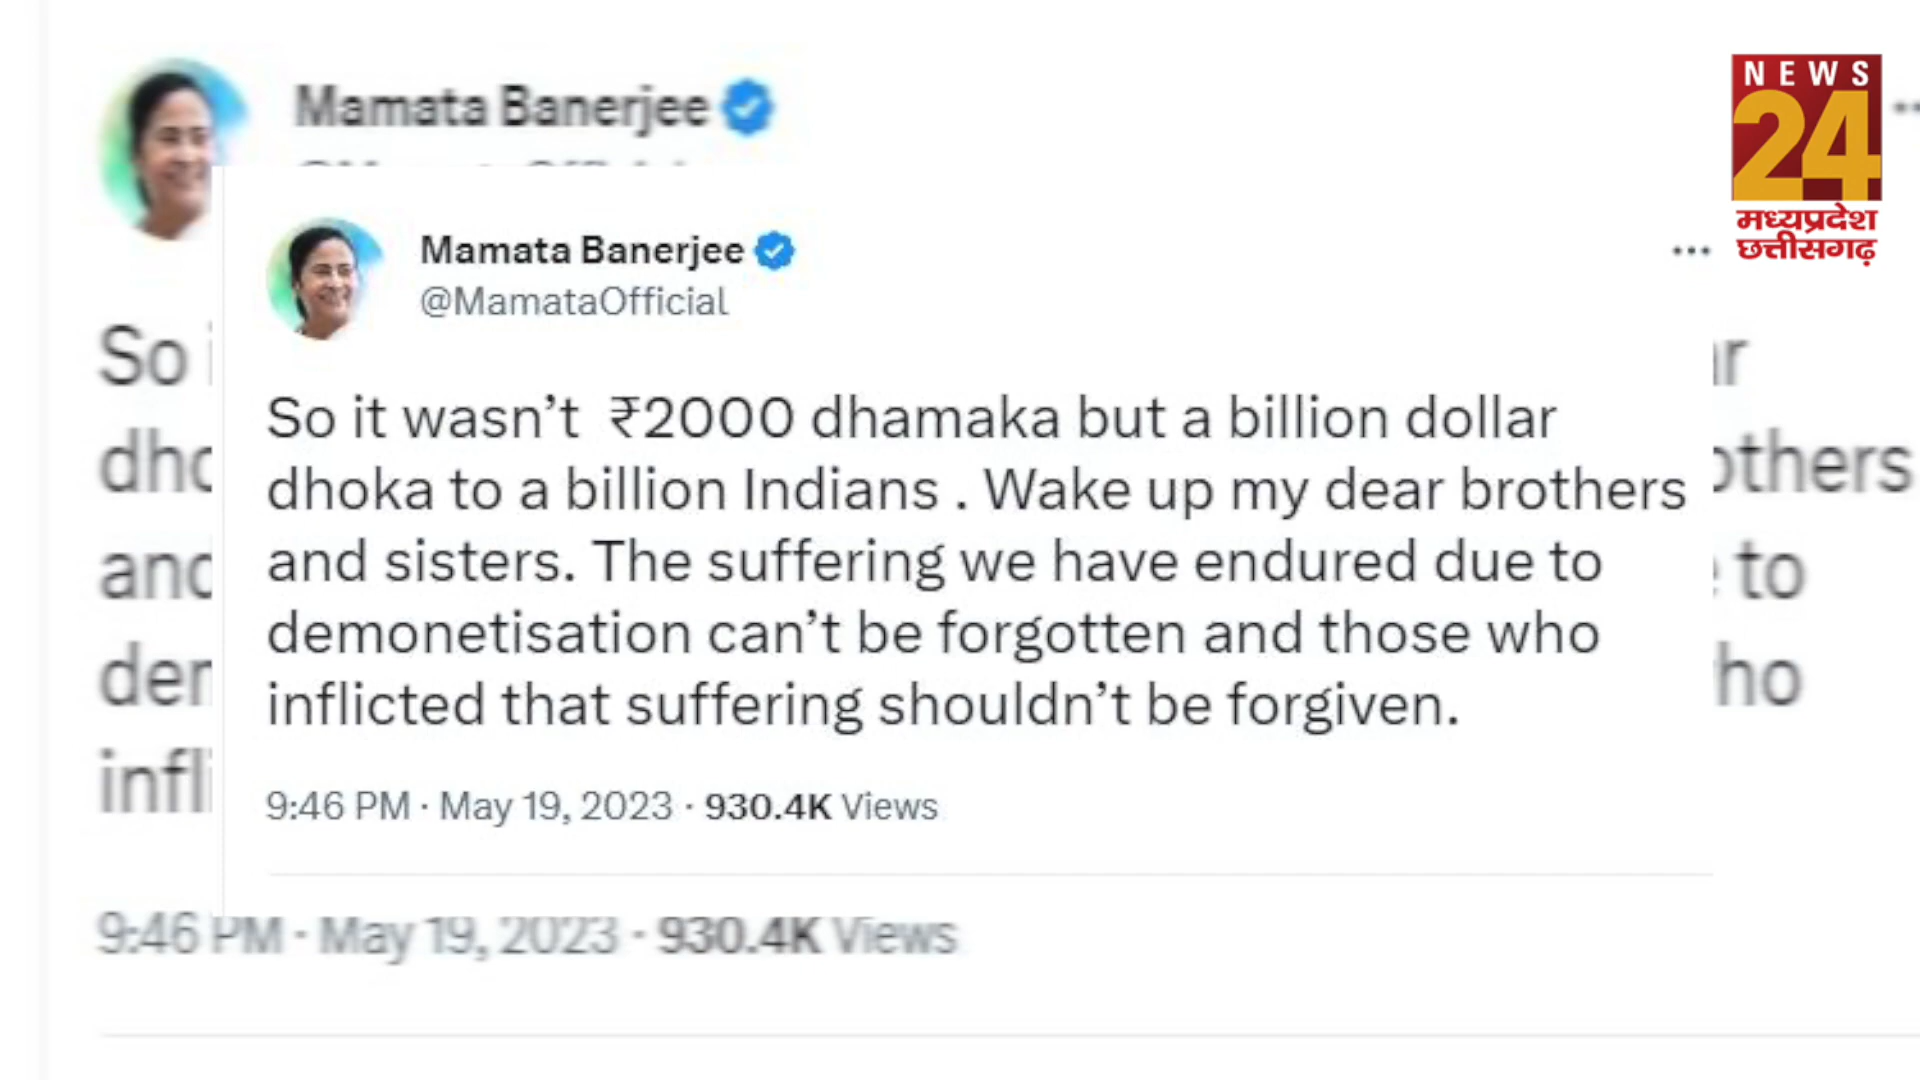 Mamata Banerjee
NEWS
24
मध्यप्रदेश
छत्तीसगढ़
Mamata Banerjee
@MamataOfficial
So it wasn’t ₹2000 dhamaka but a billion dollar
dhoka to a billion Indians . Wake up my dear brothers
and sisters. The suffering we have endured due to
demonetisation can’t be forgotten and those who
inflicted that suffering shouldn’t be forgiven.
9:46 PM · May 19, 2023 · 930.4K Views
So
to
9:46 PM · May 19, 2023 · 930.4K Views